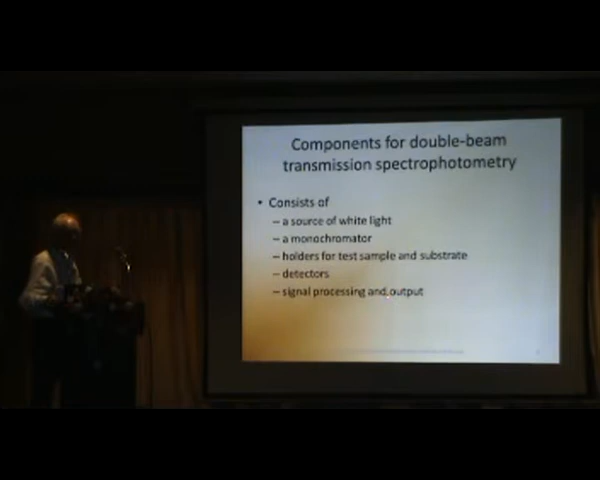 Components for double-beam
transmission spectrophotometry
• Consists of
– a source of white light
– a monochromator
– holders for test sample and substrate
– detectors
– signal processing and output